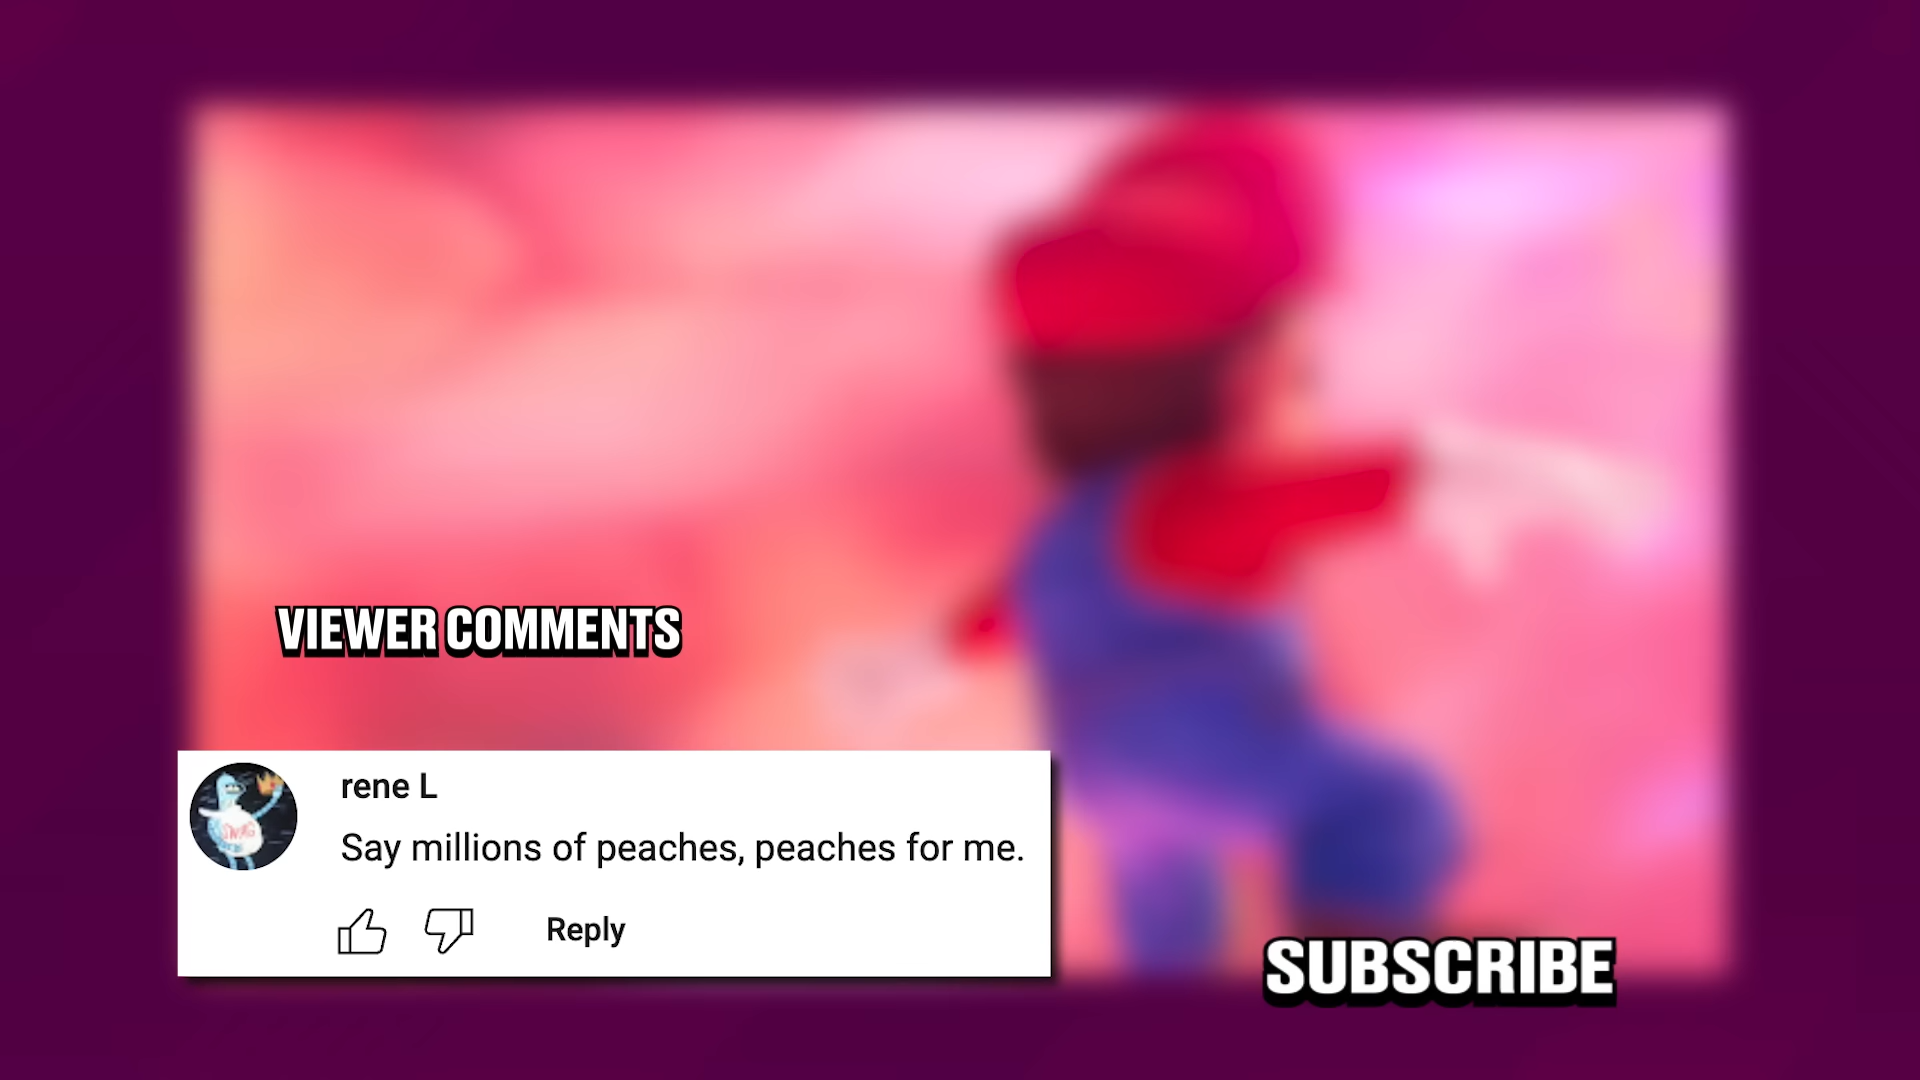 VIEWER COMMENTS
rene L
Say millions of peaches, peaches for me.
Reply
SUBSCRIBE